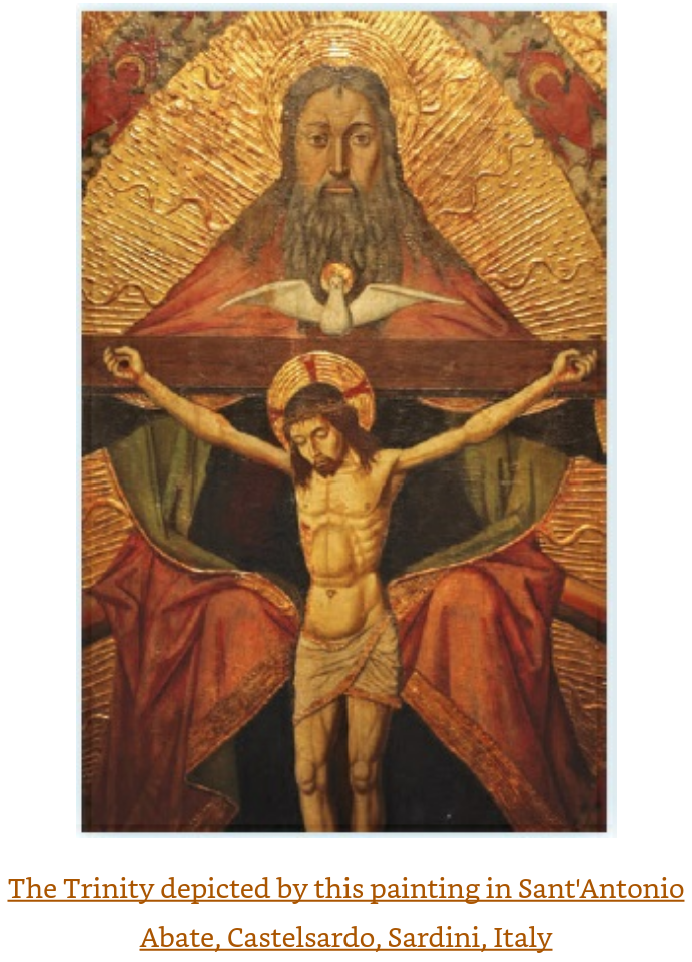 The Trinity depicted by this painting in Sant'Antonio
Abate, Castelsardo, Sardini, Italy